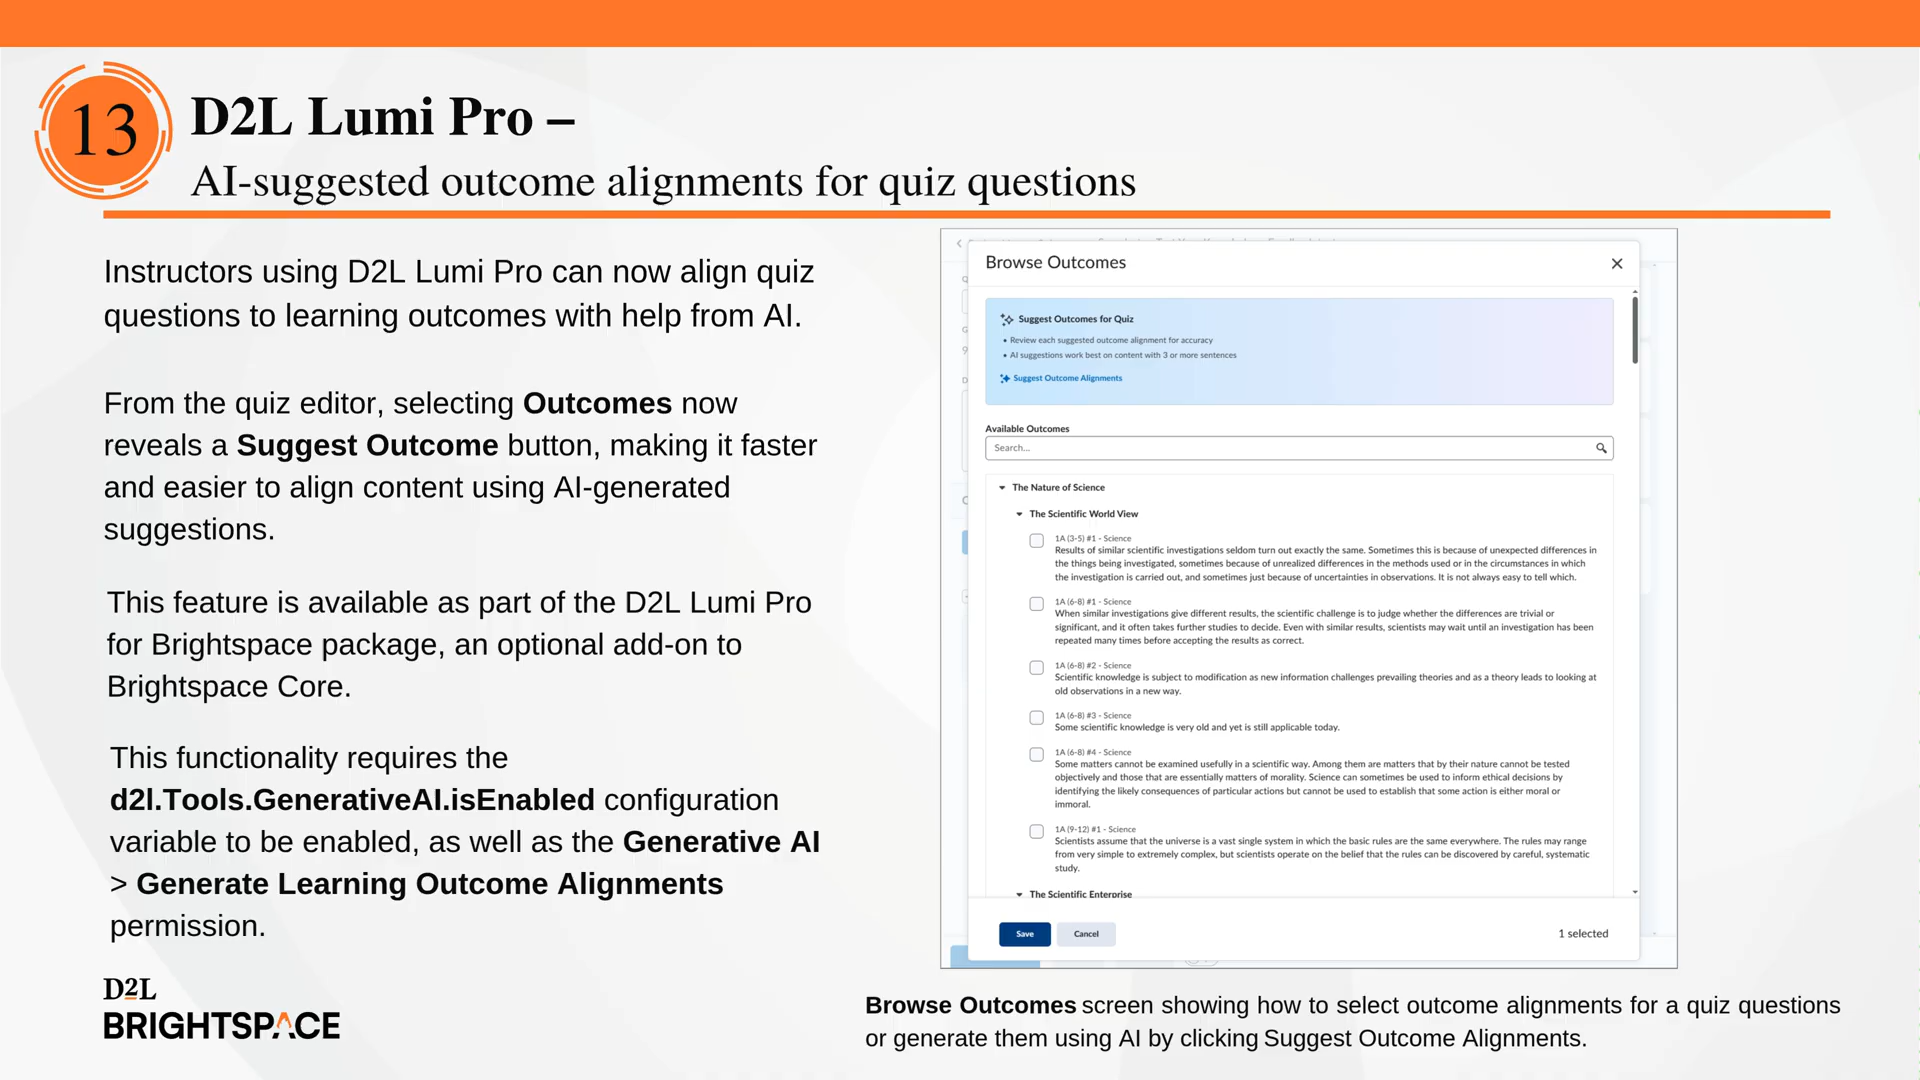 13
D2L Lumi Pro –
AI-suggested outcome alignments for quiz questions
Instructors using D2L Lumi Pro can now align quiz
questions to learning outcomes with help from AI.
From the quiz editor, selecting Outcomes now
reveals a Suggest Outcome button, making it faster
and easier to align content using AI-generated
suggestions.
This feature is available as part of the D2L Lumi Pro
for Brightspace package, an optional add-on to
Brightspace Core.
This functionality requires the
d2l.Tools.GenerativeAI.isEnabled configuration
variable to be enabled, as well as the Generative AI
> Generate Learning Outcome Alignments
permission.
D2L
BRIGHTSPACE
Browse Outcomes
Suggest Outcomes for Quiz
• Review each suggested outcome alignment for accuracy
• AI suggestions work best on content with 3 or more sentences
Suggest Outcome Alignments
Available Outcomes
Search...
The Nature of Science
The Scientific World View
1A (3-5) #1 - Science
Results of similar scientific investigations seldom turn out exactly the same. Sometimes this is because of unexpected differences in
the things being investigated, sometimes because of unrealized differences in the methods used or in the circumstances in which
the investigation is carried out, and sometimes just because of uncertainties in observations. It is not always easy to tell which.
1A (6-8) #1 - Science
When similar investigations give different results, the scientific challenge is to judge whether the differences are trivial or
significant, and it often takes further studies to decide. Even with similar results, scientists may wait until an investigation has been
repeated many times before accepting the results as correct.
1A (6-8) #2 - Science
Scientific knowledge is subject to modification as new information challenges prevailing theories and as a theory leads to looking at
old observations in a new way.
1A (6-8) #3 - Science
Some scientific knowledge is very old and yet is still applicable today.
1A (6-8) #4 - Science
Some matters cannot be examined usefully in a scientific way. Among them are matters that by their nature cannot be tested
objectively and those that are essentially matters of morality. Science can sometimes be used to inform ethical decisions by
identifying the likely consequences of particular actions but cannot be used to establish that some action is either moral or
immoral.
1A (9-12) #1 - Science
Scientists assume that the universe is a vast single system in which the basic rules are the same everywhere. The rules may range
from very simple to extremely complex, but scientists operate on the belief that the rules can be discovered by careful, systematic
study.
The Scientific Enterprise
Save
Cancel
1 selected
Browse Outcomes screen showing how to select outcome alignments for a quiz questions
or generate them using AI by clicking Suggest Outcome Alignments.